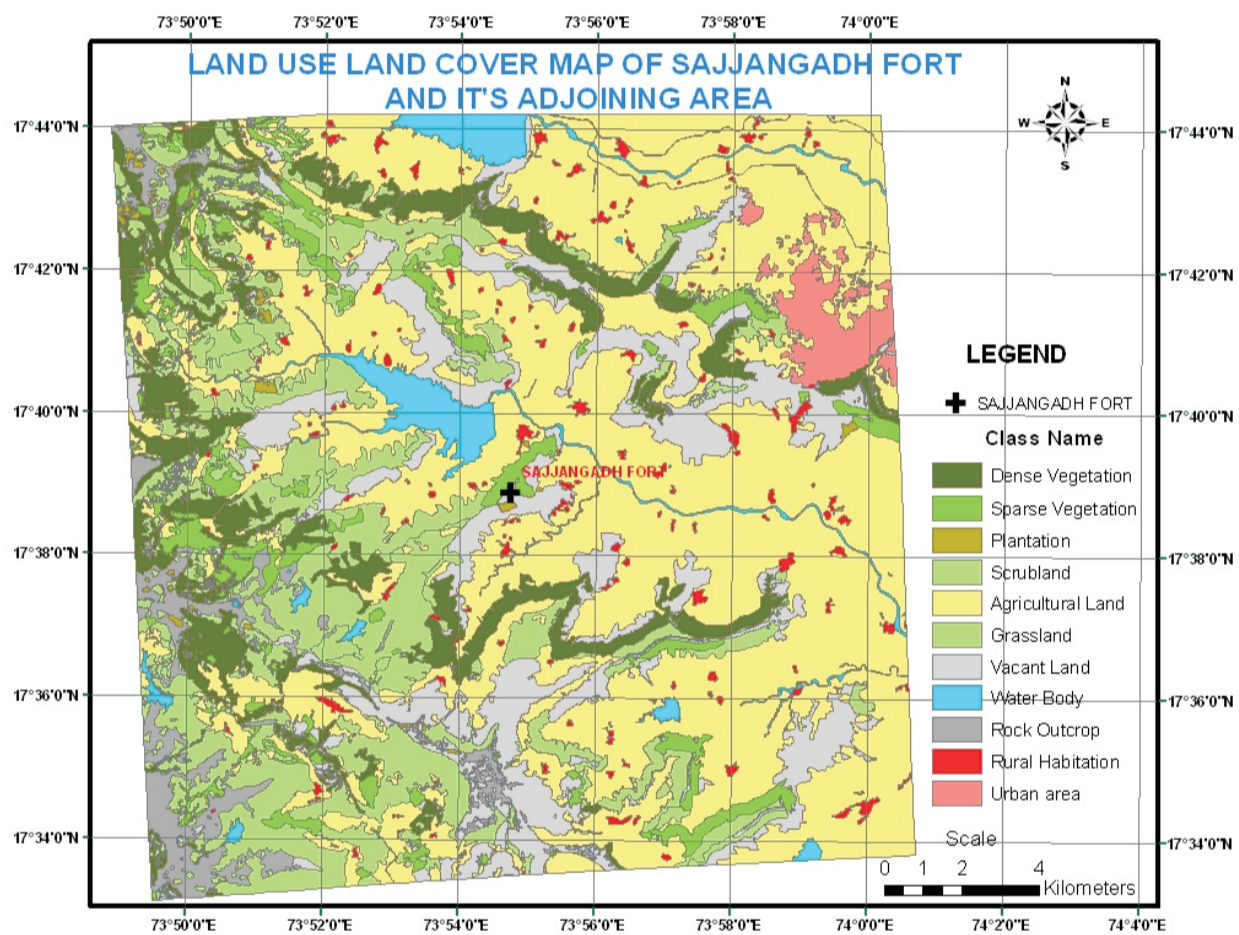 73°50'0"E 73°52'0"E 73°54'0"E 73°56'0"E 73°58'0"E 74°0'0"E
LAND USE LAND COVER MAP OF SAJJANGADH FORT
AND IT'S ADJOINING AREA
N
W E
S
17°44'0"N 17°44'0"N
17°42'0"N 17°42'0"N
17°40'0"N 17°40'0"N
17°38'0"N 17°38'0"N
17°36'0"N 17°36'0"N
17°34'0"N 17°34'0"N
SAJJANGADH FORT
LEGEND
SAJJANGADH FORT
Class Name
Dense Vegetation
Sparse Vegetation
Plantation
Scrubland
Agricultural Land
Grassland
Vacant Land
Water Body
Rock Outcrop
Rural Habitation
Urban area
Scale
0 1 2 4
Kilometers
73°50'0"E 73°52'0"E 73°54'0"E 73°56'0"E 73°58'0"E 74°0'0"E 74°2'0"E 74°4'0"E